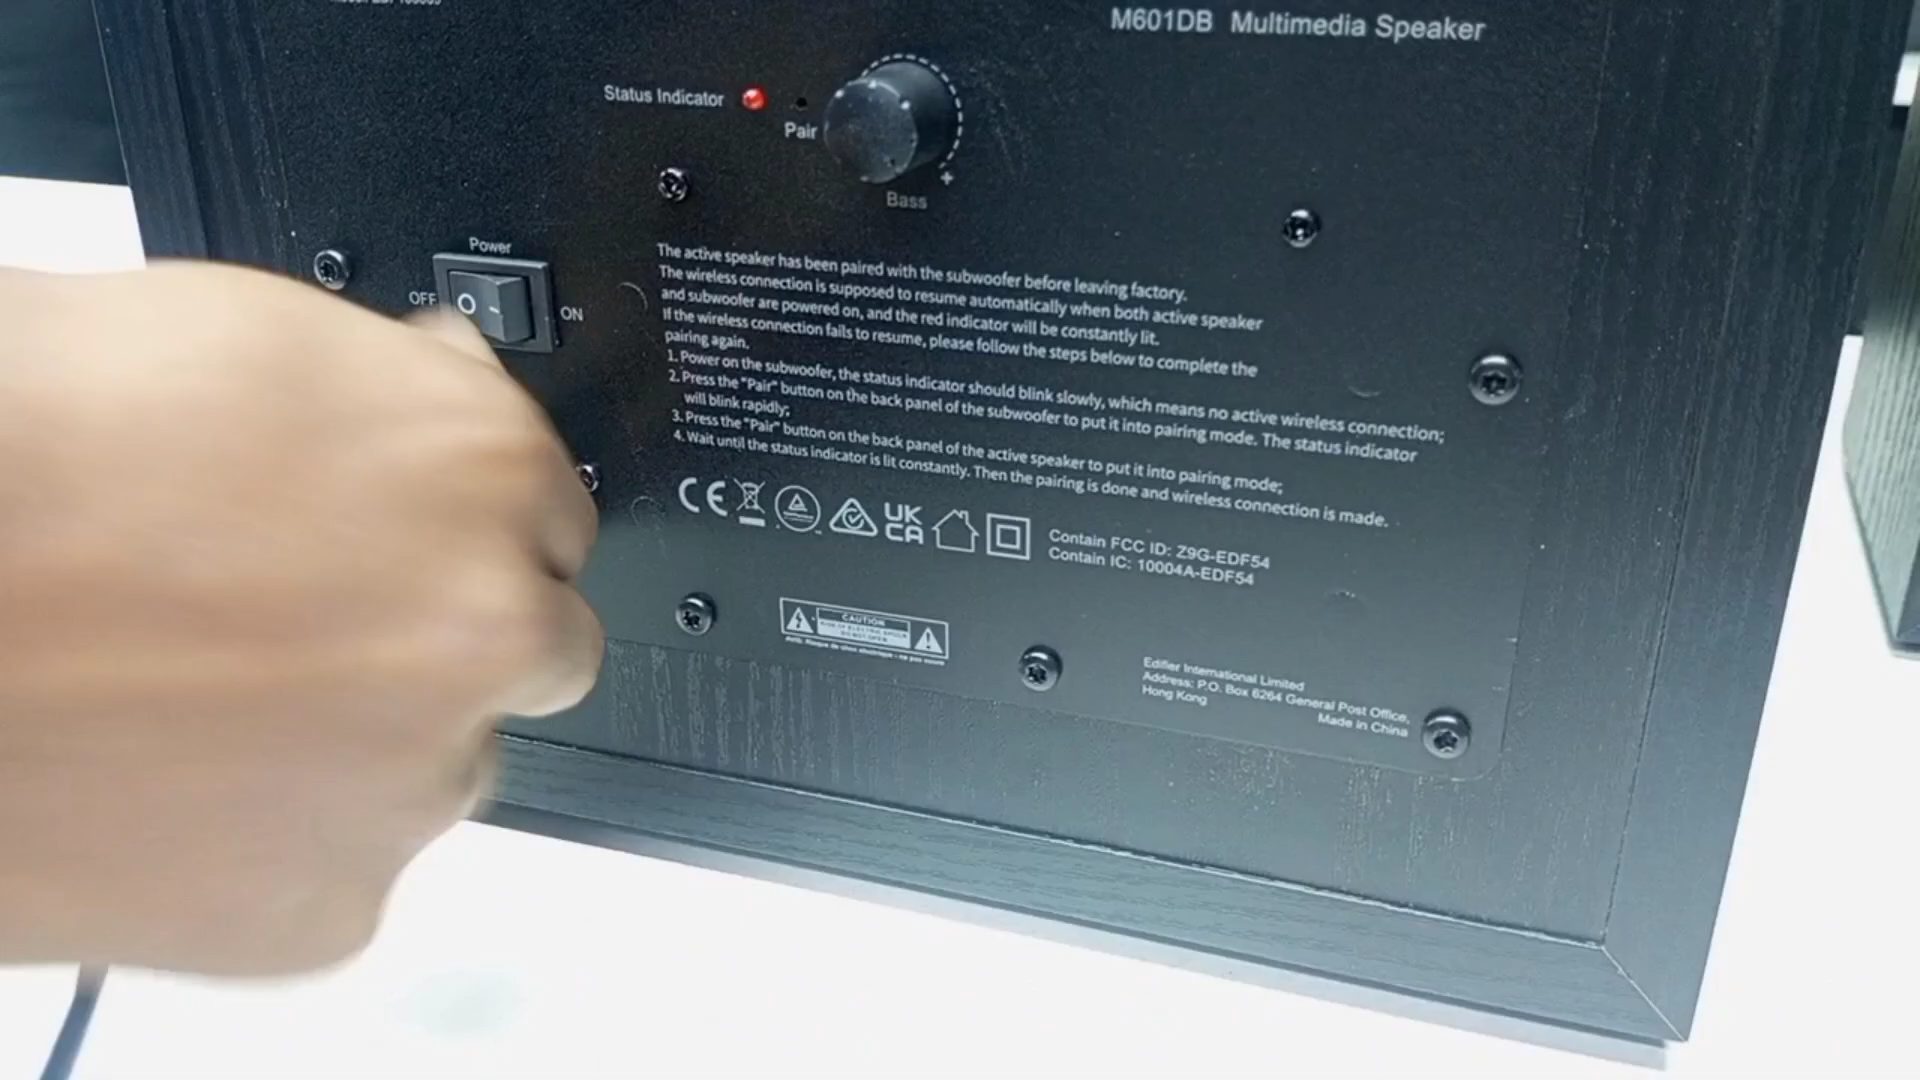 M601DB Multimedia Speaker
Status Indicator
Pair
Bass
Power
OFF
ON
The active speaker has been paired with the subwoofer before leaving factory.
The wireless connection is supposed to resume automatically when both active speaker
and subwoofer are powered on, and the red indicator will be constantly lit.
If the wireless connection fails to resume, please follow the steps below to complete the
pairing again.
1. Power on the subwoofer, the status indicator should blink slowly, which means no active wireless connection;
2. Press the "Pair" button on the back panel of the subwoofer to put it into pairing mode. The status indicator
will blink rapidly;
3. Press the "Pair" button on the back panel of the active speaker to put it into pairing mode;
4. Wait until the status indicator is lit constantly. Then the pairing is done and wireless connection is made.
CE
UK
CA
Contain FCC ID: Z9G-EDF54
Contain IC: 10004A-EDF54
CAUTION
RISK OF ELECTRIC SHOCK
DO NOT OPEN
Edifier International Limited
Address: P.O. Box 6264 General Post Office,
Hong Kong
Made in China